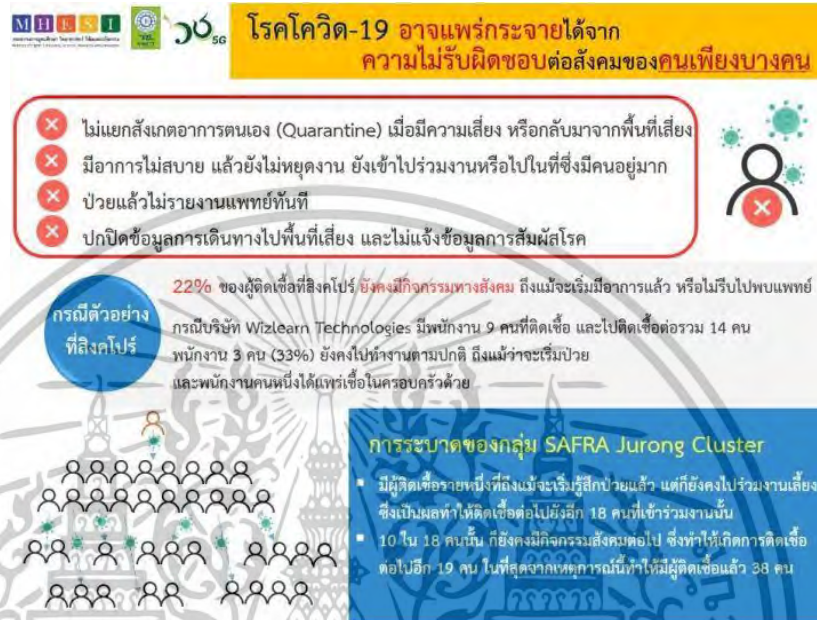 MHESI
วช 5G
โรคโควิด-19 อาจแพร่กระจายได้จาก
ความไม่รับผิดชอบต่อสังคมของคนเพียงบางคน
ไม่แยกสังเกตอาการตนเอง (Quarantine) เมื่อมีความเสี่ยง หรือกลับมาจากพื้นที่เสี่ยง
มีอาการไม่สบาย แล้วยังไม่หยุดงาน ยังเข้าไปร่วมงานหรือไปในที่ซึ่งมีคนอยู่มาก
ป่วยแล้วไม่รายงานแพทย์ทันที
ปกปิดข้อมูลการเดินทางไปพื้นที่เสี่ยง และไม่แจ้งข้อมูลการสัมผัสโรค
กรณีตัวอย่าง
ที่สิงคโปร์
22% ของผู้ติดเชื้อที่สิงคโปร์ ยังคงมีกิจกรรมทางสังคม ถึงแม้จะเริ่มมีอาการแล้ว หรือไม่รีบไปพบแพทย์
กรณีบริษัท Wizlearn Technologies มีพนักงาน 9 คนที่ติดเชื้อ และไปติดเชื้อต่อรวม 14 คน
พนักงาน 3 คน (33%) ยังคงไปทำงานตามปกติ ถึงแม้ว่าจะเริ่มป่วย
และพนักงานคนหนึ่งได้แพร่เชื้อในครอบครัวด้วย
การระบาดของกลุ่ม SAFRA Jurong Cluster
มีผู้ติดเชื้อรายหนึ่งที่ถึงแม้จะเริ่มรู้สึกป่วยแล้ว แต่ก็ยังคงไปร่วมงานเลี้ยง
ซึ่งเป็นผลทำให้ติดเชื้อต่อไปยังอีก 18 คนที่เข้าร่วมงานนั้น
10 ใน 18 คนนั้น ก็ยังคงมีกิจกรรมสังคมต่อไป ซึ่งทำให้เกิดการติดเชื้อ
ต่อไปอีก 19 คน ในที่สุดจากเหตุการณ์นี้ทำให้มีผู้ติดเชื้อแล้ว 38 คน